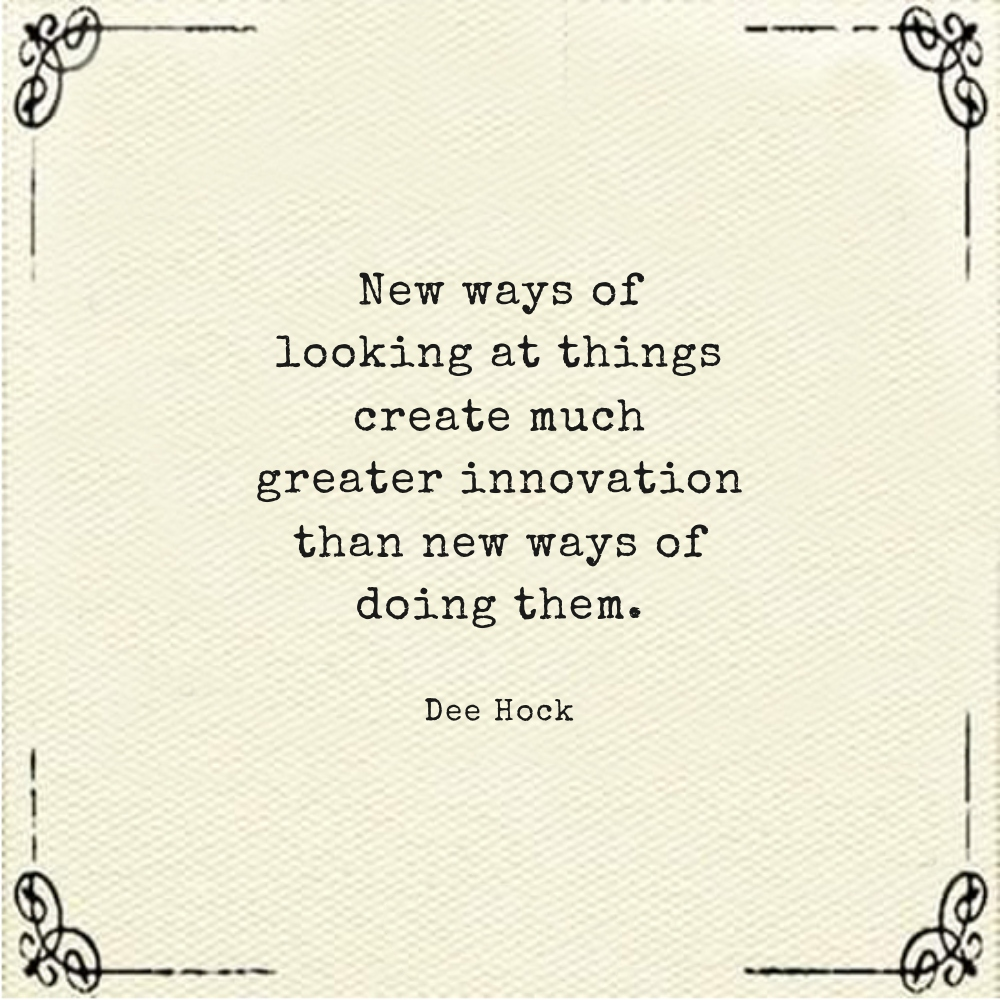 New ways of
looking at things
create much
greater innovation
than new ways of
doing them.
Dee Hock